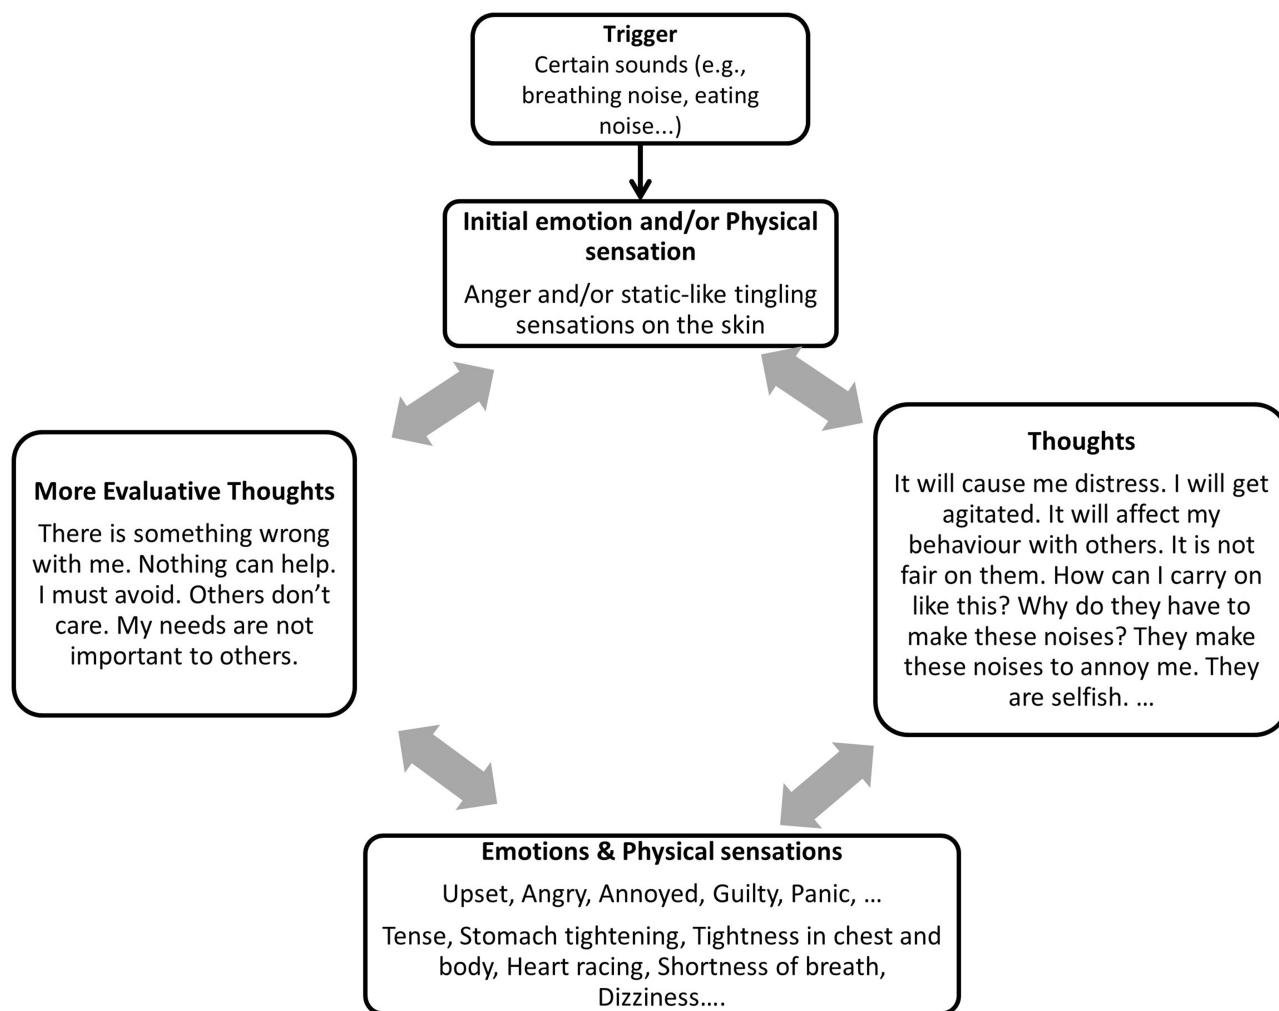 Trigger
Certain sounds (e.g.,
breathing noise, eating
noise...)
Initial emotion and/or Physical
sensation
Anger and/or static-like tingling
sensations on the skin
More Evaluative Thoughts
There is something wrong
with me. Nothing can help.
I must avoid. Others don’t
care. My needs are not
important to others.
Thoughts
It will cause me distress. I will get
agitated. It will affect my
behaviour with others. It is not
fair on them. How can I carry on
like this? Why do they have to
make these noises? They make
these noises to annoy me. They
are selfish. …
Emotions & Physical sensations
Upset, Angry, Annoyed, Guilty, Panic, …
Tense, Stomach tightening, Tightness in chest and
body, Heart racing, Shortness of breath,
Dizziness….